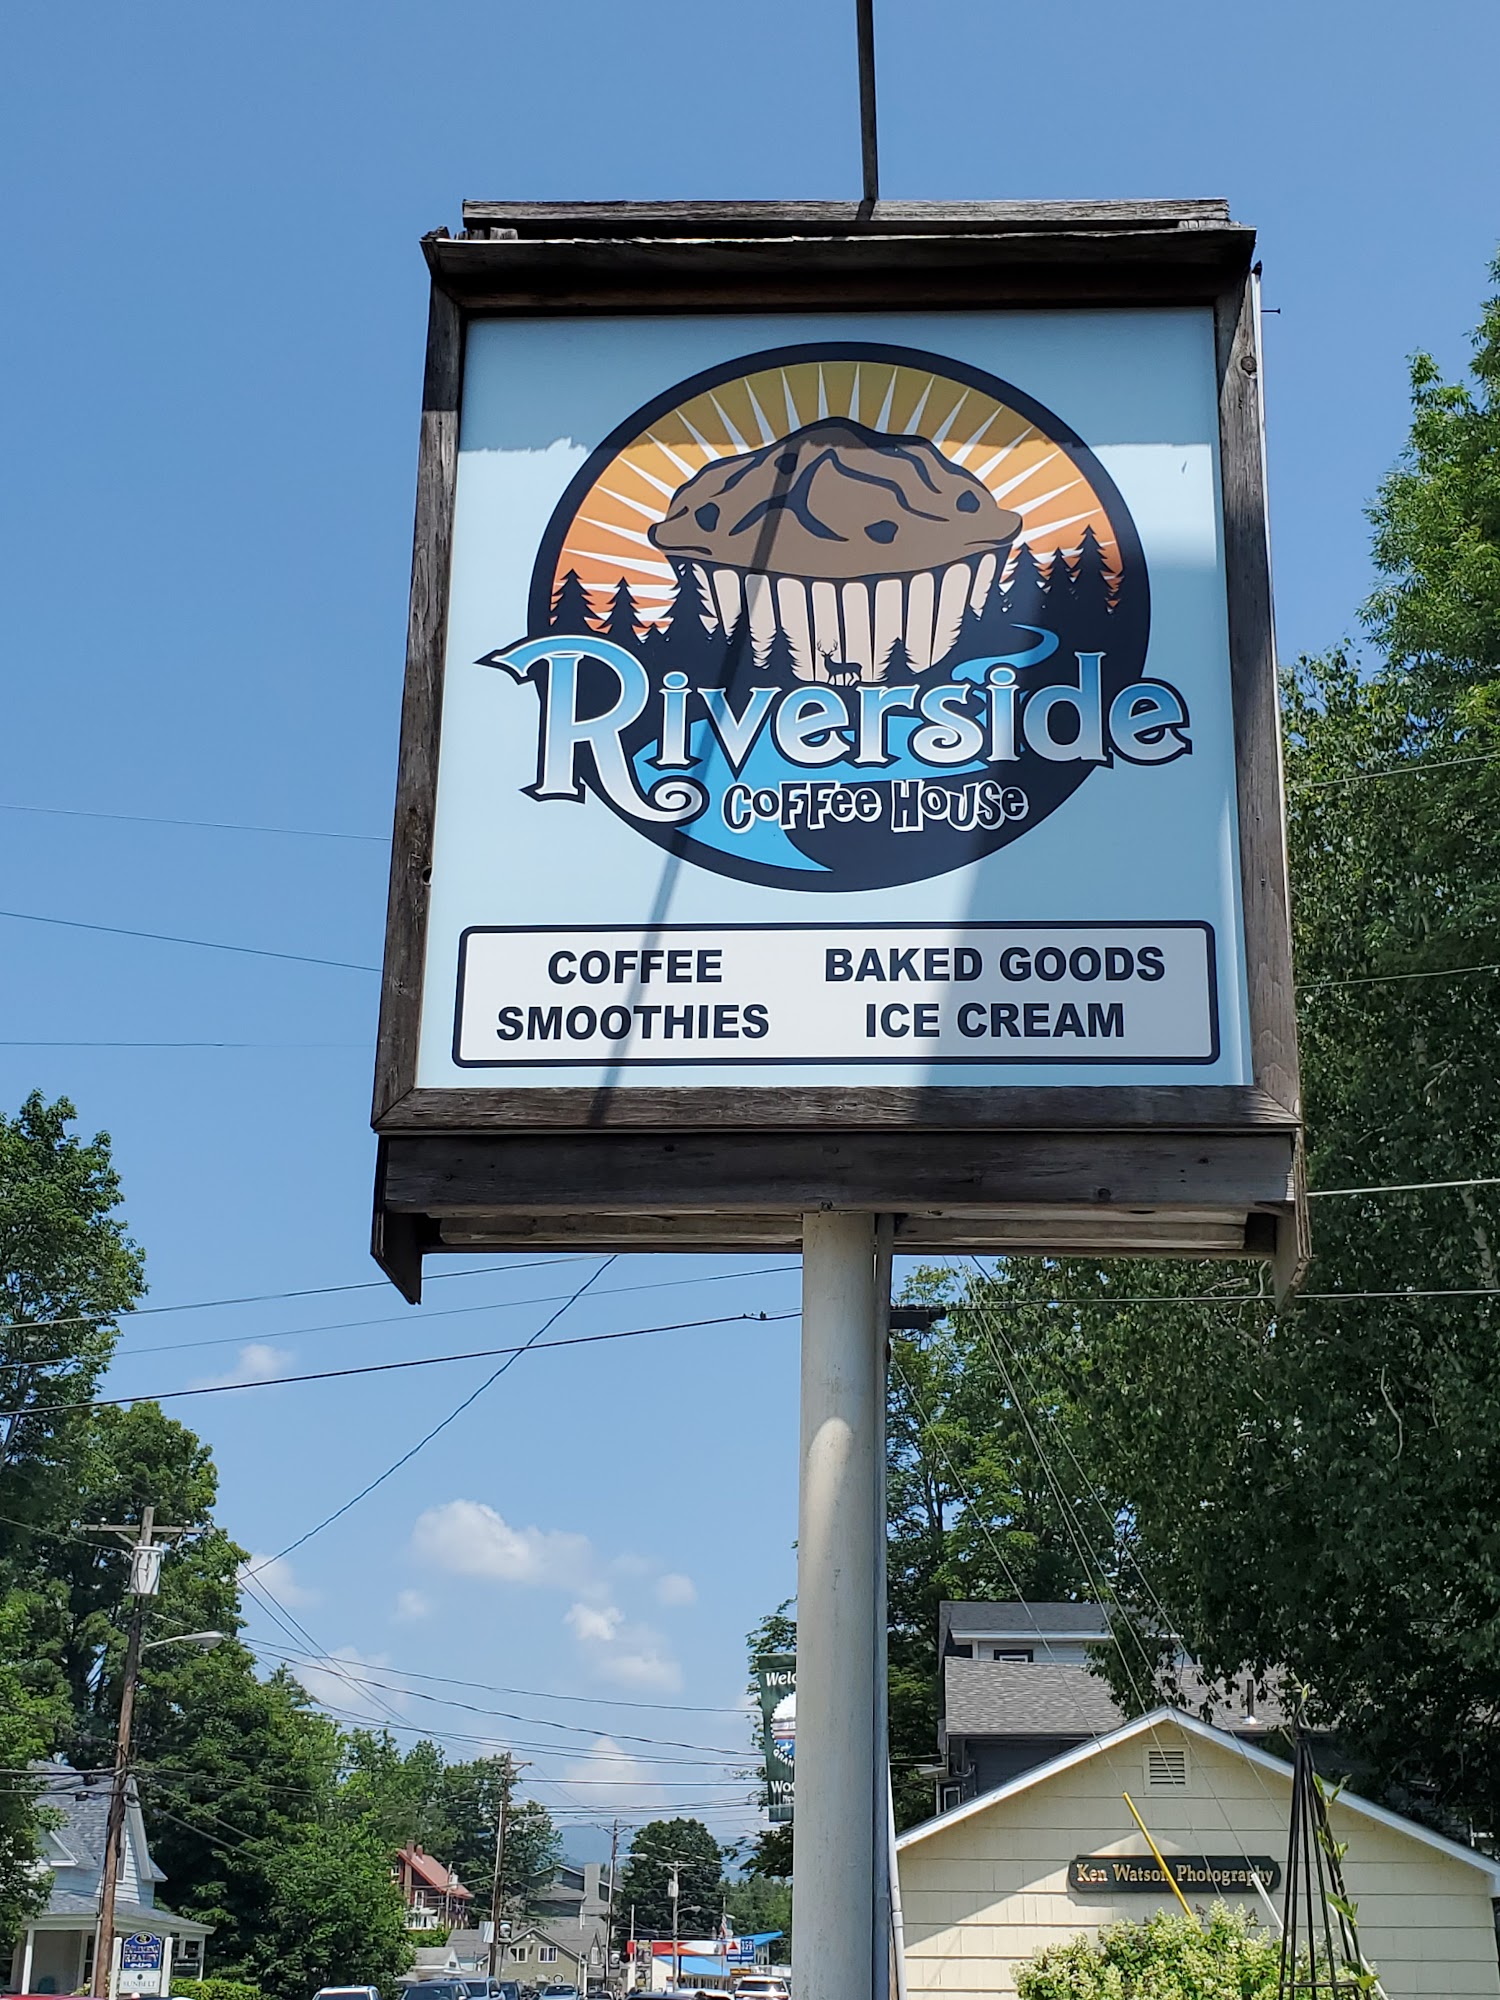 Riverside
Coffee House
COFFEE BAKED GOODS
SMOOTHIES ICE CREAM
Ken Watson Photography